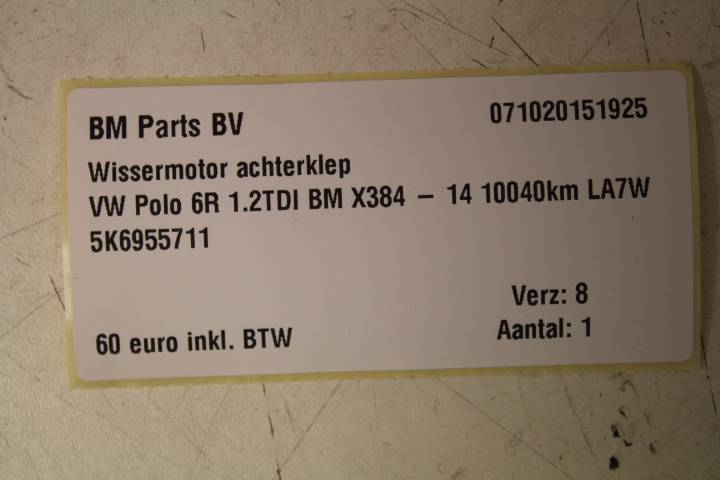 BM Parts BV 071020151925
Wissermotor achterklep
VW Polo 6R 1.2TDI BM X384 – 14 10040km LA7W
5K6955711
Verz: 8
60 euro inkl. BTW Aantal: 1